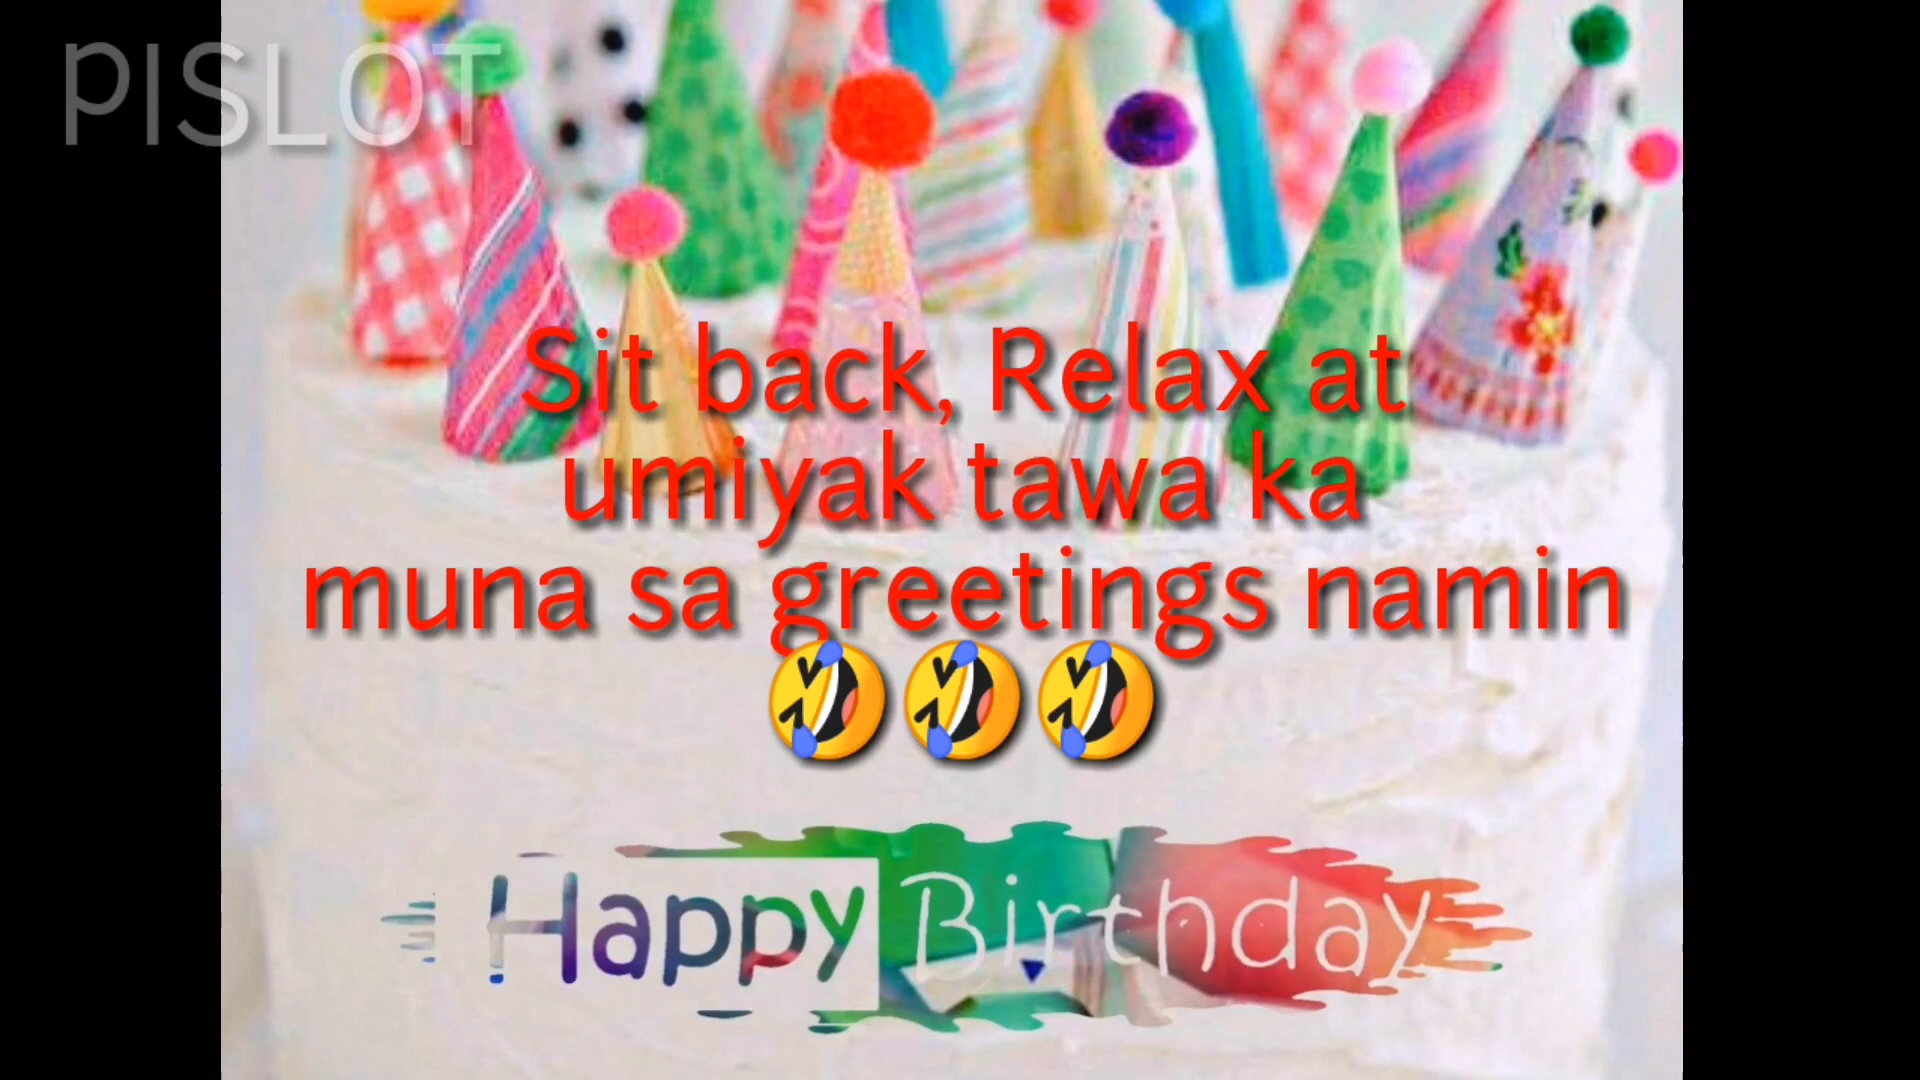 PISLOT
Sit back, Relax at
umiyak tawa ka
muna sa greetings namin
🤣🤣🤣
Happy Birthday